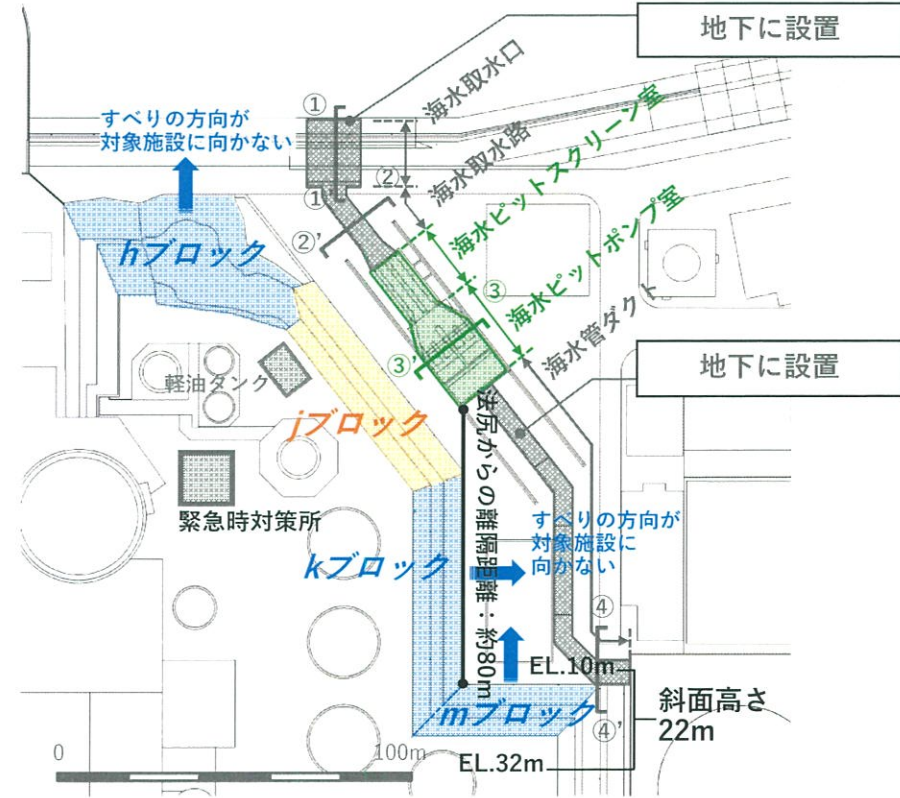 地下に設置
海水取水口
①
すべりの方向が
対象施設に向かない
①'
②
海水取水路
②'
海水ピットスクリーン室
hブロック
③
海水ピットポンプ室
海水管ダクト
③'
地下に設置
軽油タンク
jブロック
緊急時対策所
法尻からの離隔距離:約80m
すべりの方向が
対象施設に
向かない
kブロック
④
EL.10m
斜面高さ
22m
mブロック
④'
0
100m
EL.32m